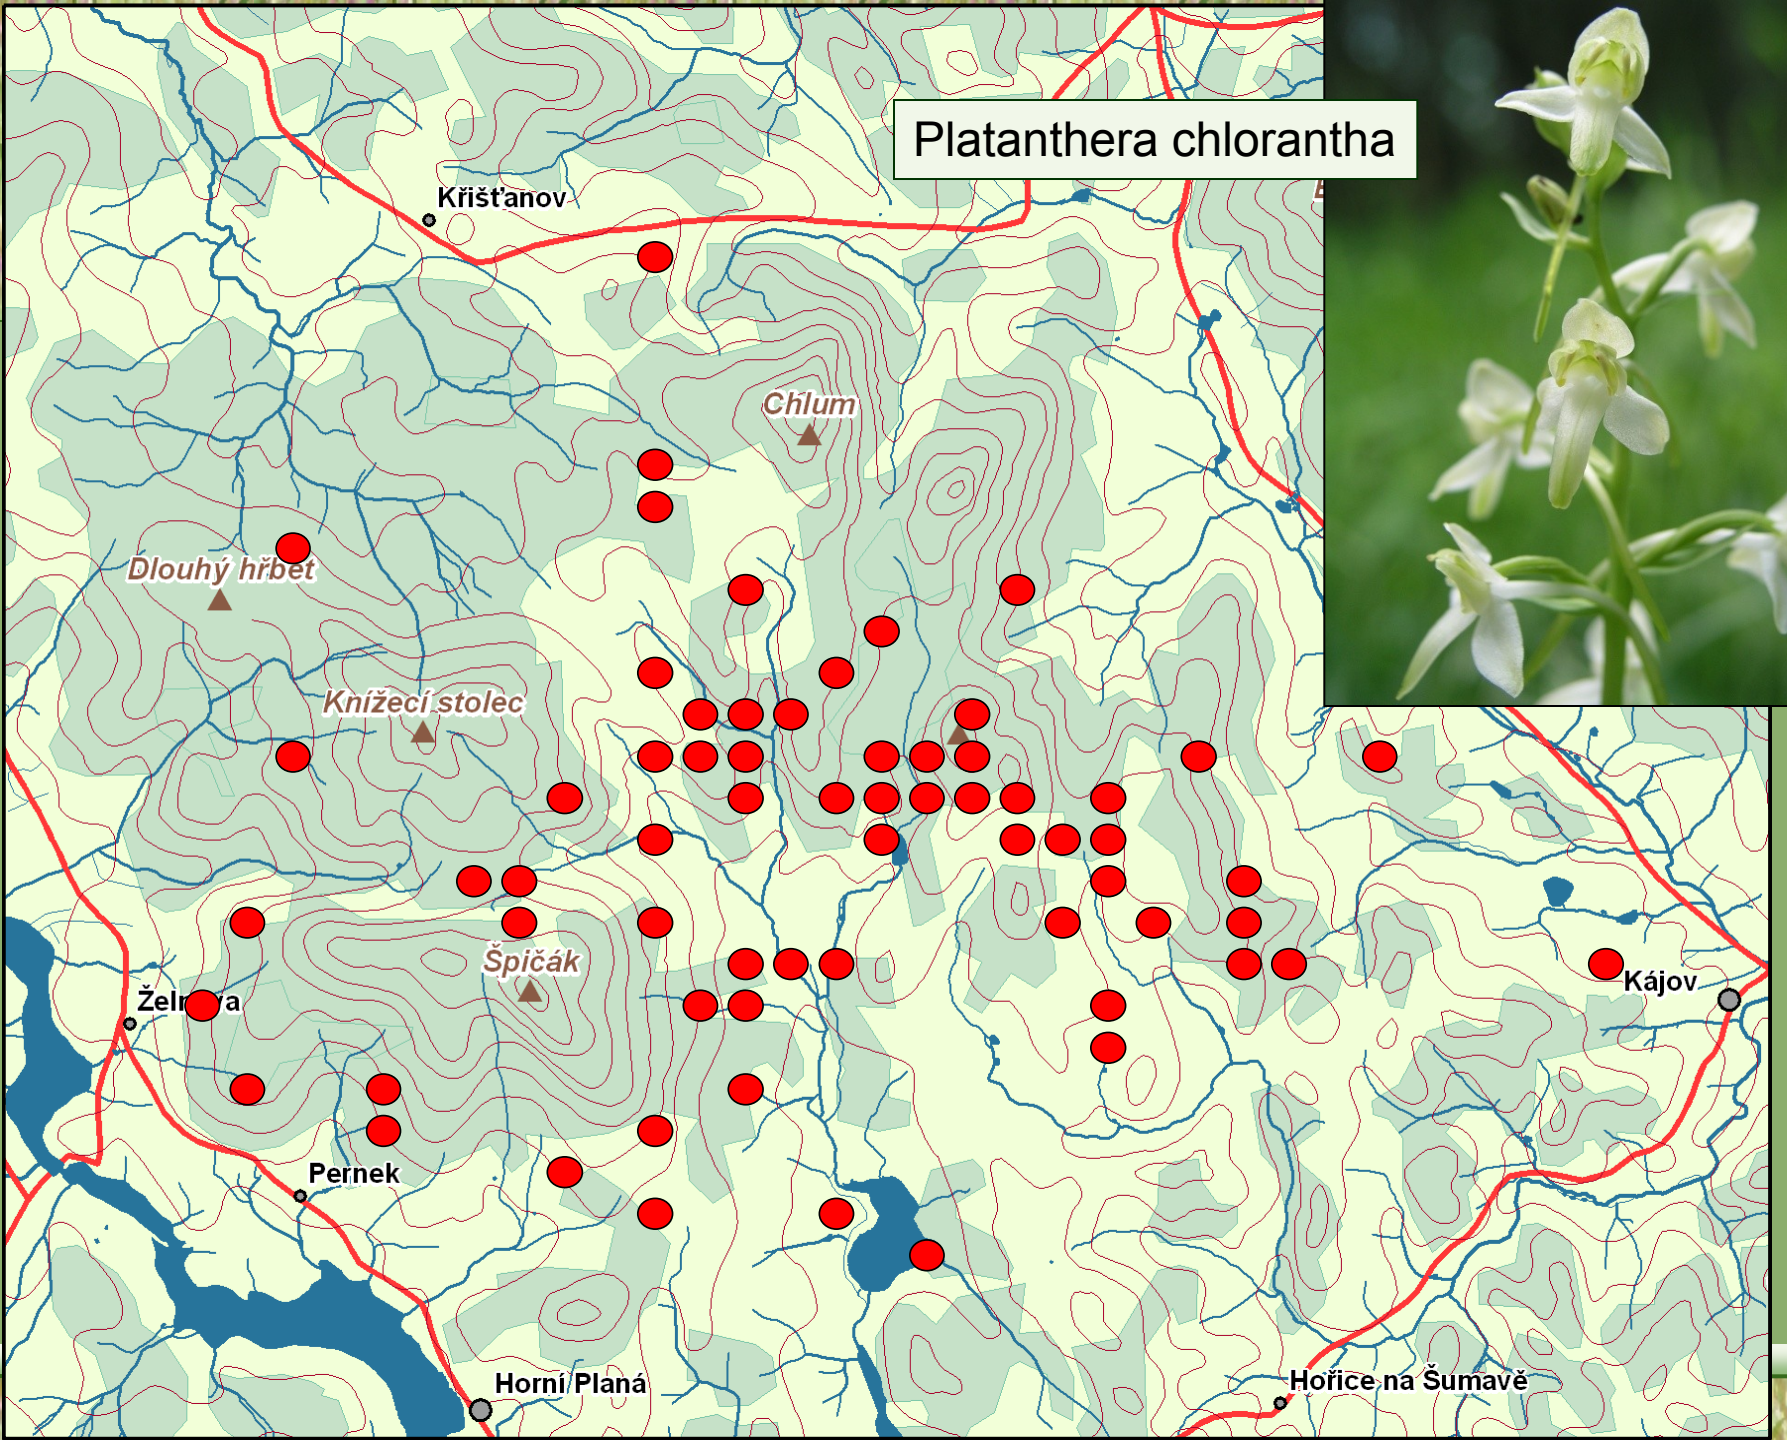 Platanthera chlorantha
Křišťanov
Chlum
Dlouhý hřbet
Knížecí stolec
Špičák
Kájov
Pernek
Horní Planá
Hořice na Šumavě